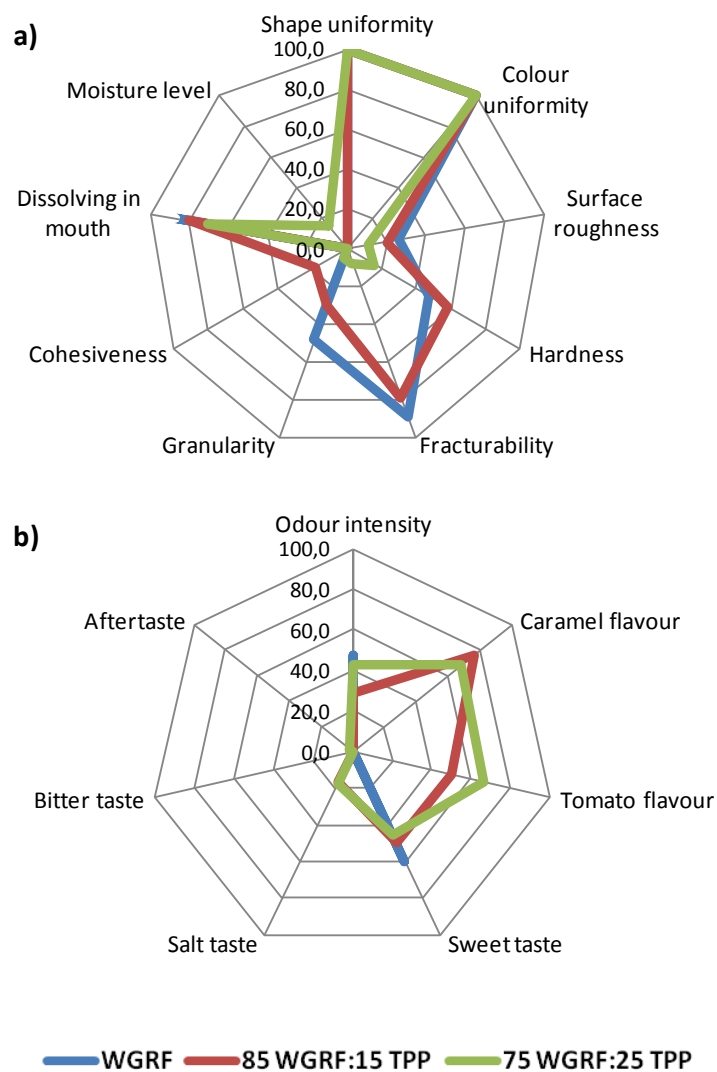 a)
Shape uniformity
100,0
80,0
60,0
40,0
20,0
0,0
Colour
uniformity
Surface
roughness
Hardness
Fracturability
Granularity
Cohesiveness
Dissolving in
mouth
Moisture level
b)
Odour intensity
100,0
80,0
60,0
40,0
20,0
0,0
Caramel flavour
Tomato flavour
Sweet taste
Salt taste
Bitter taste
Aftertaste
WGRF 85 WGRF:15 TPP 75 WGRF:25 TPP